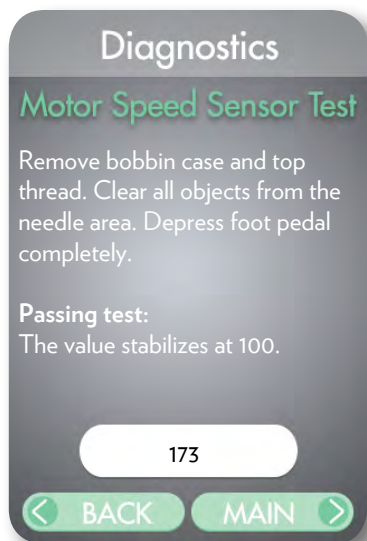 Diagnostics
Motor Speed Sensor Test
Remove bobbin case and top
thread. Clear all objects from the
needle area. Depress foot pedal
completely.
Passing test:
The value stabilizes at 100.
173
BACK MAIN